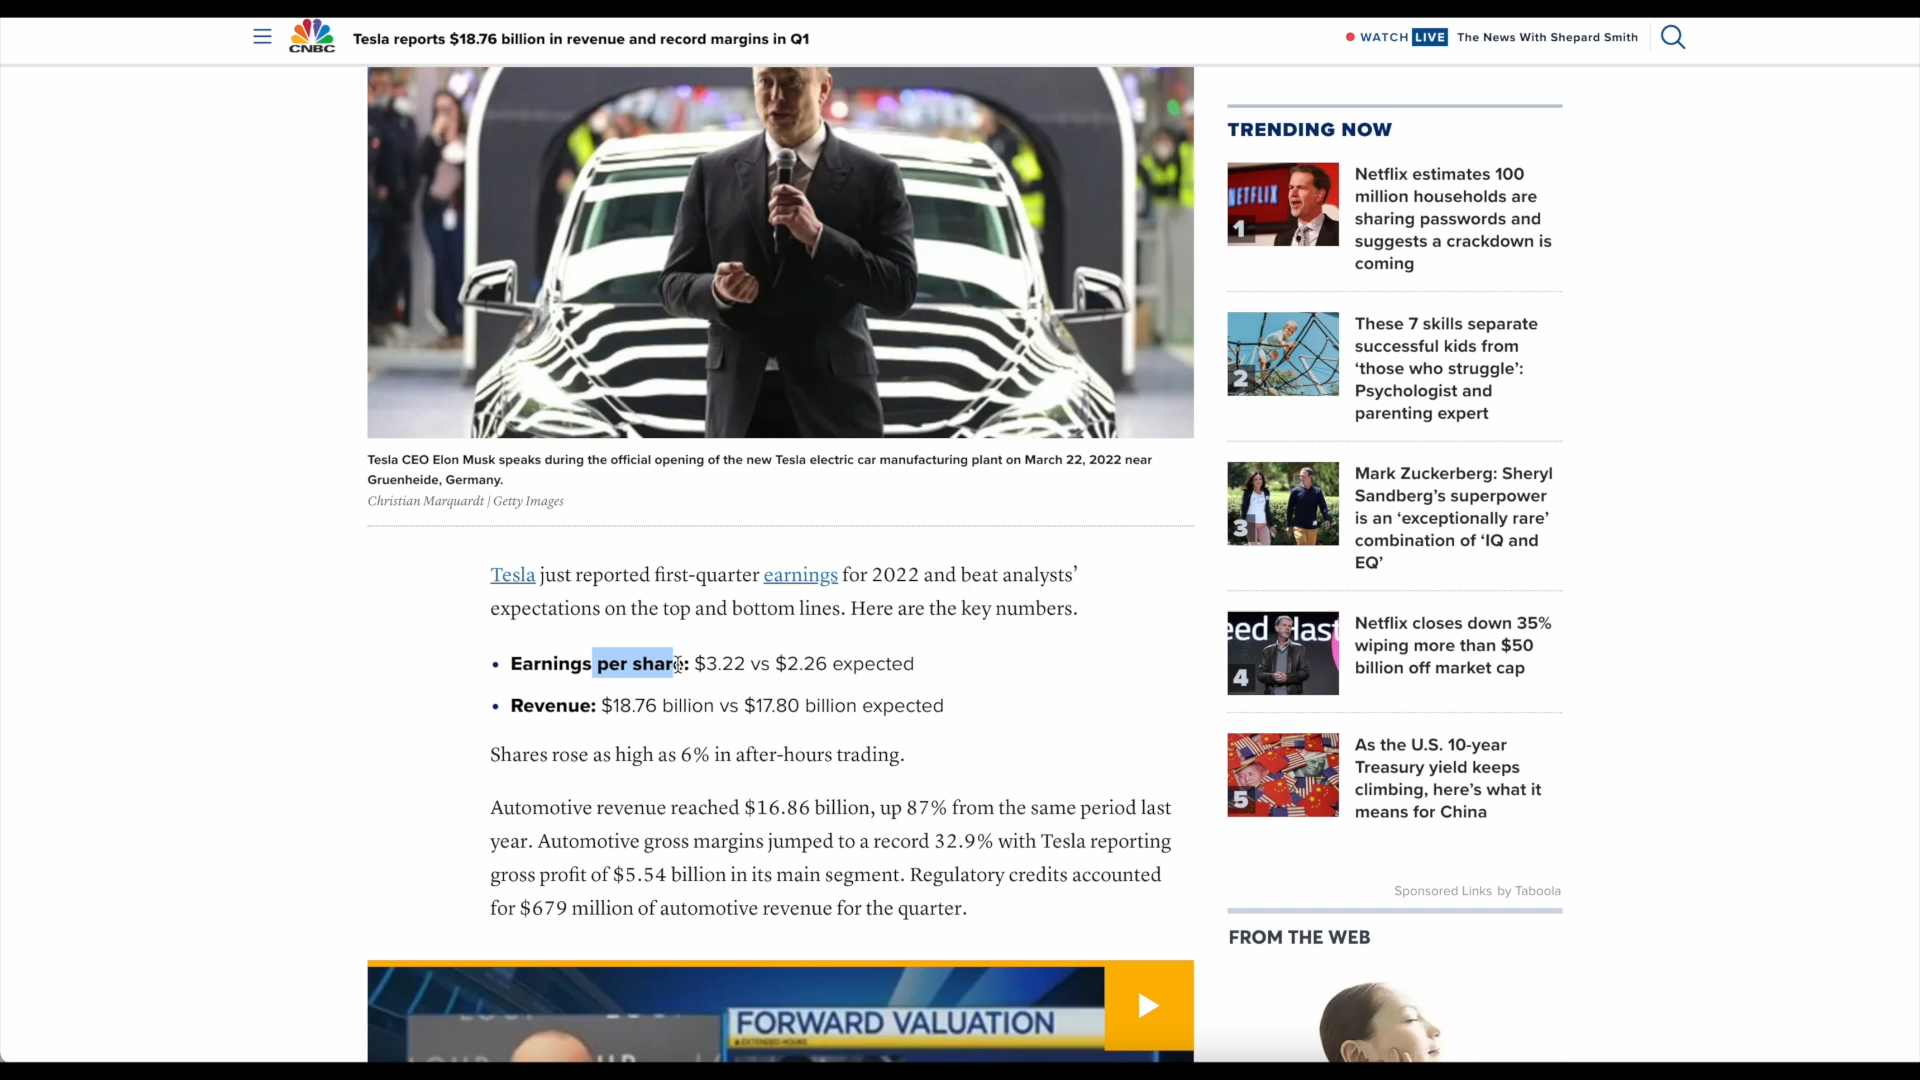 CNBC
Tesla reports $18.76 billion in revenue and record margins in Q1
WATCH LIVE The News With Shepard Smith
Tesla CEO Elon Musk speaks during the official opening of the new Tesla electric car manufacturing plant on March 22, 2022 near
Gruenheide, Germany.
Christian Marquardt | Getty Images
Tesla just reported first-quarter earnings for 2022 and beat analysts’
expectations on the top and bottom lines. Here are the key numbers.
• Earnings per share: $3.22 vs $2.26 expected
• Revenue: $18.76 billion vs $17.80 billion expected
Shares rose as high as 6% in after-hours trading.
Automotive revenue reached $16.86 billion, up 87% from the same period last
year. Automotive gross margins jumped to a record 32.9% with Tesla reporting
gross profit of $5.54 billion in its main segment. Regulatory credits accounted
for $679 million of automotive revenue for the quarter.
FORWARD VALUATION
EXTENDED HOURS
TRENDING NOW
NETFLIX
1
Netflix estimates 100
million households are
sharing passwords and
suggests a crackdown is
coming
2
These 7 skills separate
successful kids from
‘those who struggle’:
Psychologist and
parenting expert
3
Mark Zuckerberg: Sheryl
Sandberg’s superpower
is an ‘exceptionally rare’
combination of ‘IQ and
EQ’
eed Hast
4
Netflix closes down 35%
wiping more than $50
billion off market cap
5
As the U.S. 10-year
Treasury yield keeps
climbing, here’s what it
means for China
Sponsored Links by Taboola
FROM THE WEB